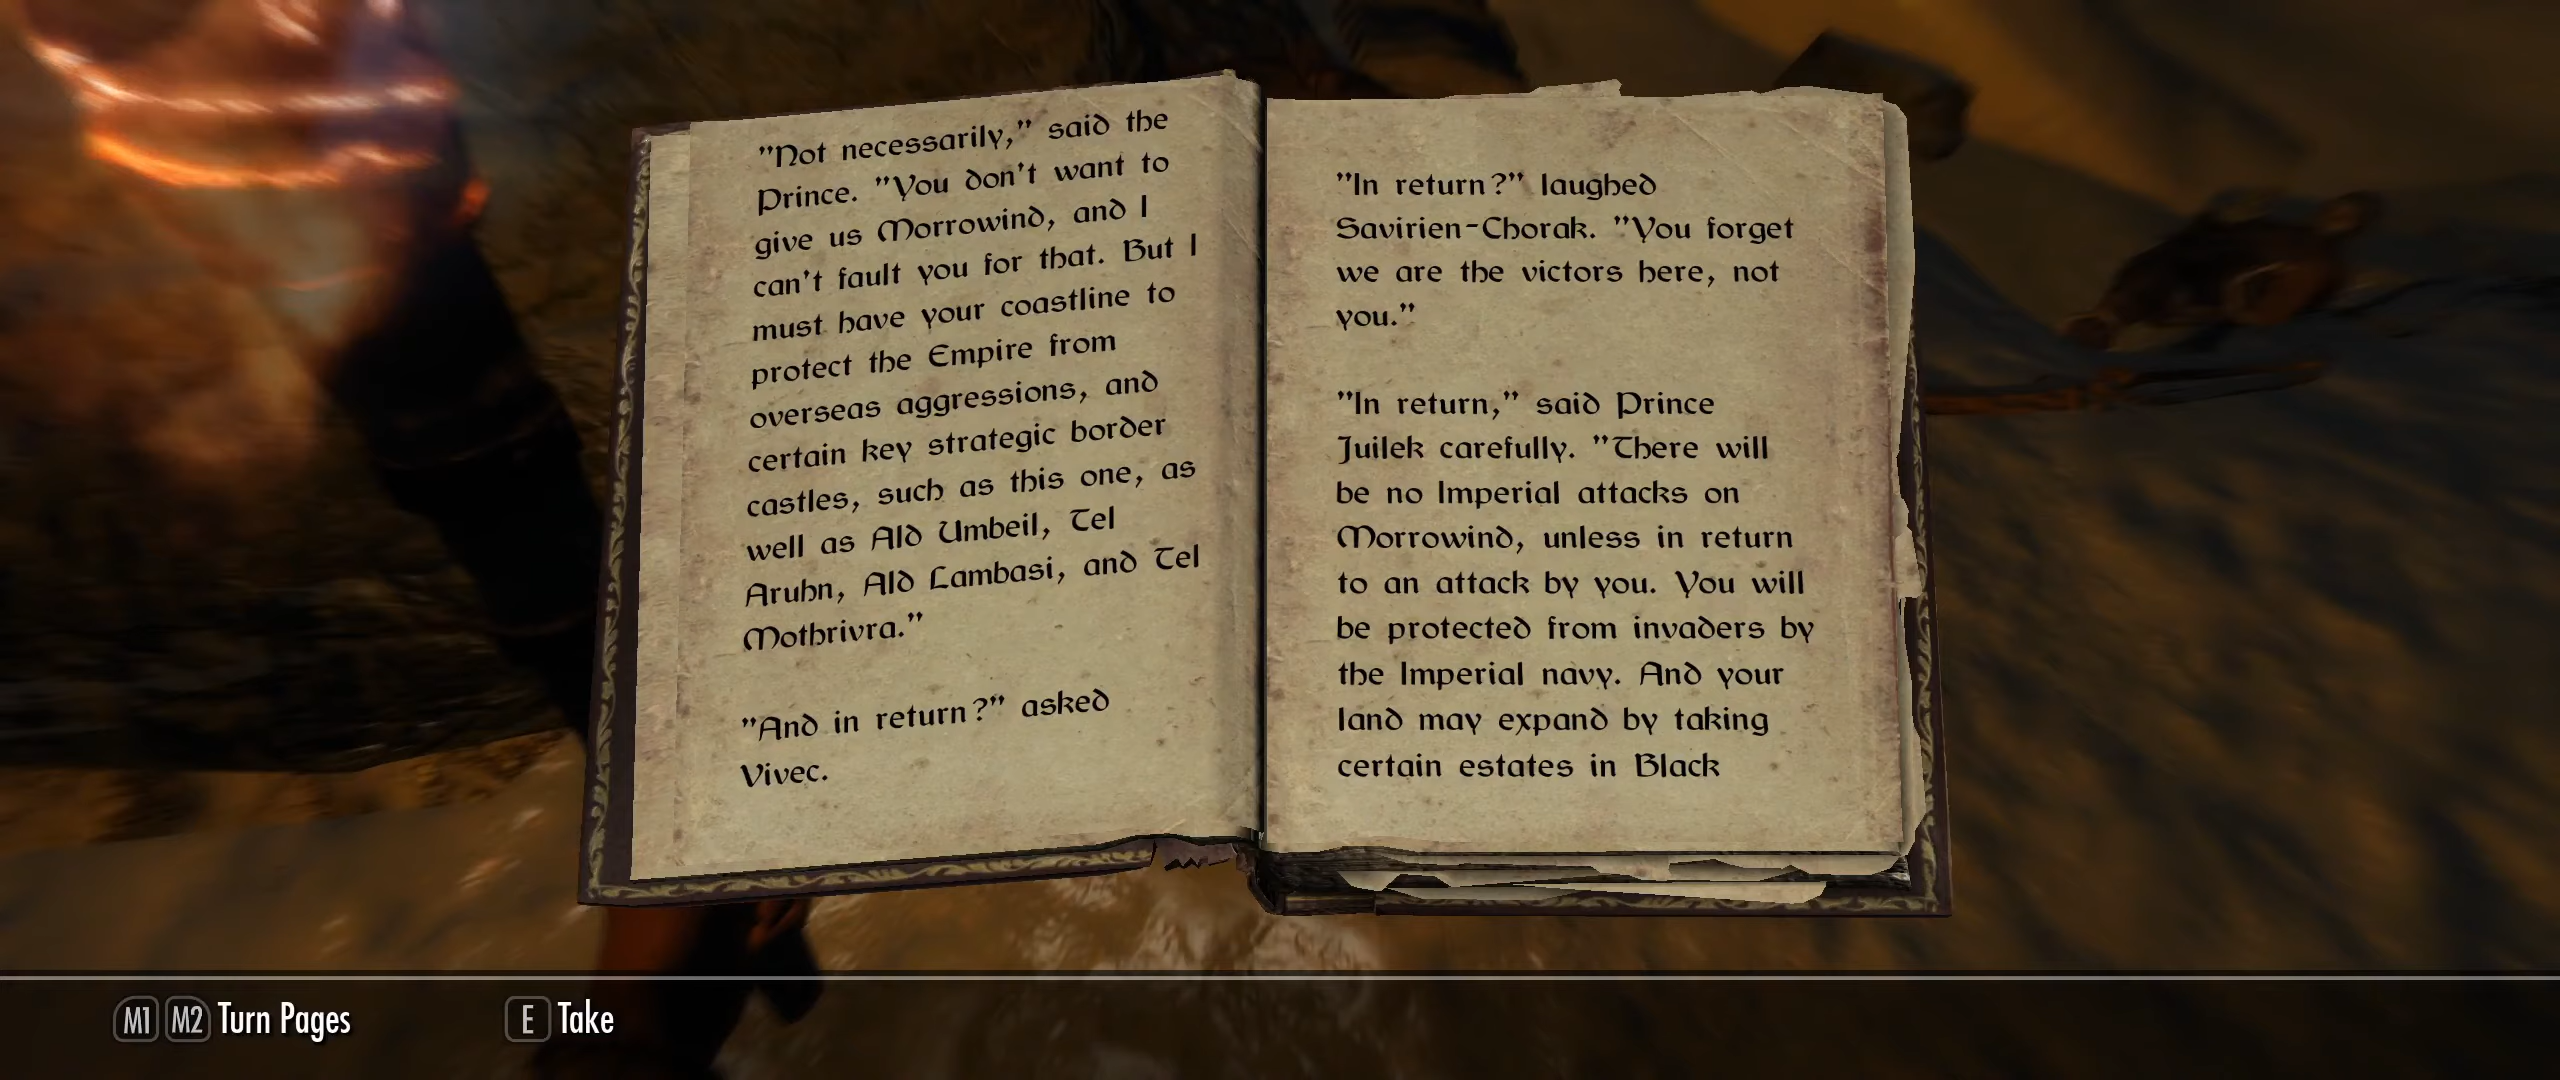 "Not necessarily," said the
Prince. "You don't want to
give us Morrowind, and I
can't fault you for that. But I
must have your coastline to
protect the Empire from
overseas aggressions, and
certain key strategic border
castles, such as this one, as
well as Ald Umbeil, Tel
Aruhn, Ald Lambasi, and Tel
Mothrivra."
"And in return?" asked
Vivec.
"In return?" laughed
Savirien-Chorak. "You forget
we are the victors here, not
you."
"In return," said Prince
Juilek carefully. "There will
be no Imperial attacks on
Morrowind, unless in return
to an attack by you. You will
be protected from invaders by
the Imperial navy. And your
land may expand by taking
certain estates in Black
M1 M2 Turn Pages
E Take